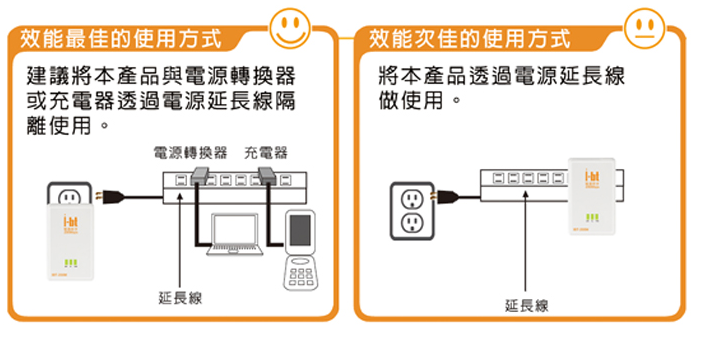 效能最佳的使用方式
建議將本產品與電源轉換器
或充電器透過電源延長線隔
離使用。
電源轉換器 充電器
i-bt
延長線
效能次佳的使用方式
將本產品透過電源延長線
做使用。
i-bt
延長線